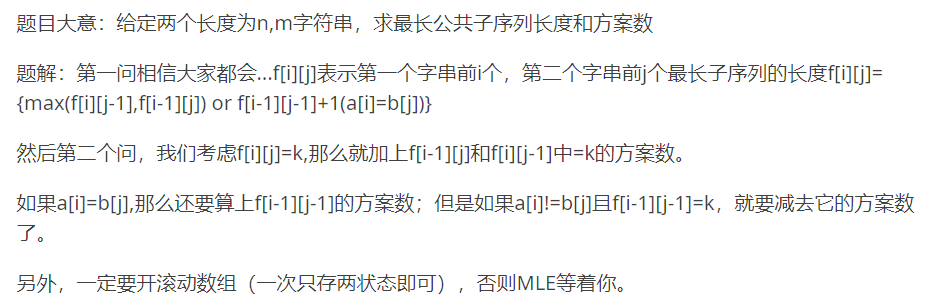 题目大意：给定两个长度为n,m字符串，求最长公共子序列长度和方案数
题解：第一问相信大家都会...f[i][j]表示第一个字串前i个，第二个字串前j个最长子序列的长度f[i][j]=
{max(f[i][j-1],f[i-1][j]) or f[i-1][j-1]+1(a[i]=b[j])}
然后第二个问，我们考虑f[i][j]=k,那么就加上f[i-1][j]和f[i][j-1]中=k的方案数。
如果a[i]=b[j],那么还要算上f[i-1][j-1]的方案数；但是如果a[i]!=b[j]且f[i-1][j-1]=k，就要减去它的方案数
了。
另外，一定要开滚动数组（一次只存两状态即可），否则MLE等着你。